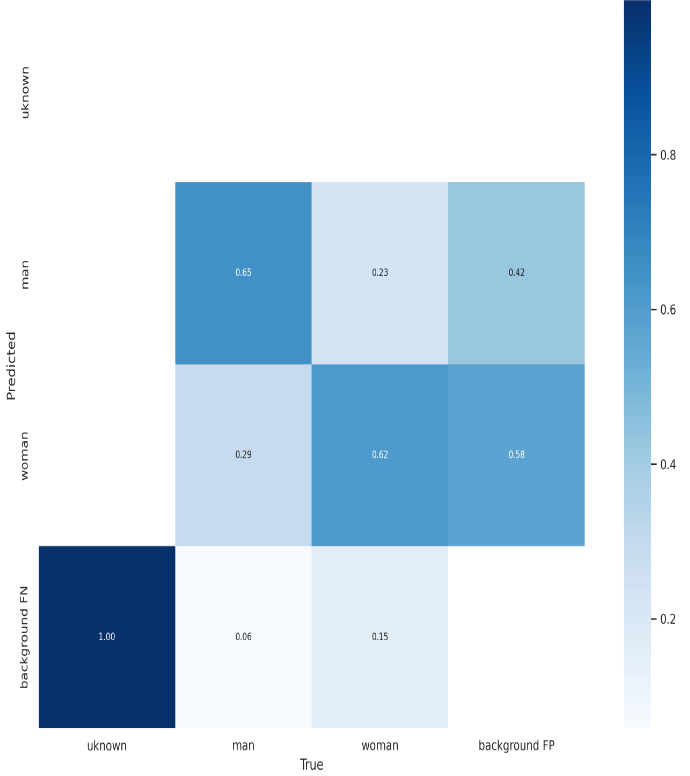 uknown
man
woman
background FN
Predicted
0.65 0.23 0.42
0.29 0.62 0.58
1.00 0.06 0.15
uknown man woman background FP
True
0.8
0.6
0.4
0.2